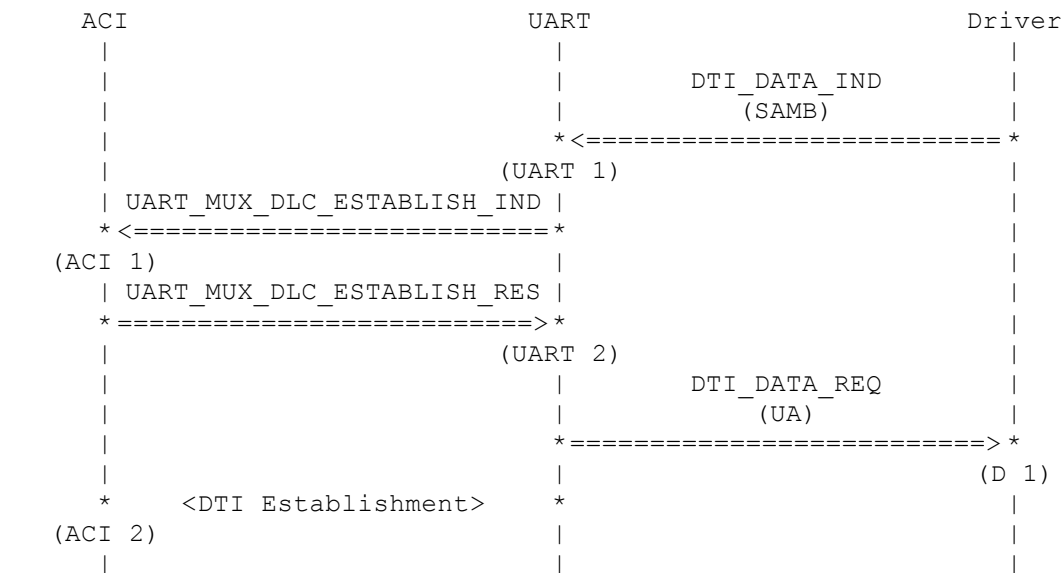 ACI UART Driver
DTI_DATA_IND
(SAMB)
*<==========================*
(UART 1)
UART_MUX_DLC_ESTABLISH_IND
*<==========================*
(ACI 1)
UART_MUX_DLC_ESTABLISH_RES
*==========================>*
(UART 2)
DTI_DATA_REQ
(UA)
*==========================>*
(D 1)
* <DTI Establishment> *
(ACI 2)